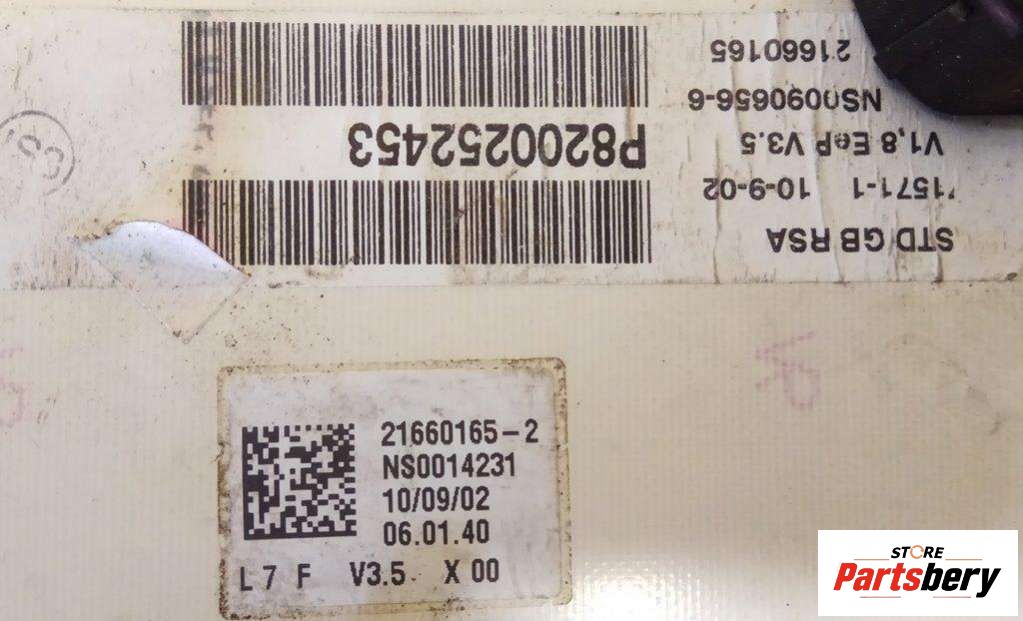 P8200252453
STD GB RSA
1571-1 10-9-02
V1,8 EeP V3.5
NS0090656-6
21660165
21660165-2
NS0014231
10/09/02
06.01.40
L 7 F V3.5 X 00
STORE
Partsbery